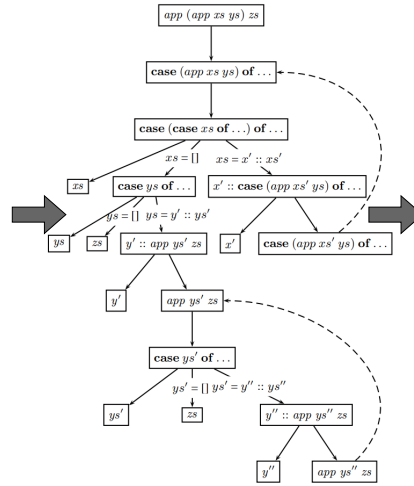 app (app xs ys) zs
case (app xs ys) of ...
case (case xs of ...) of ...
xs = [] xs = x′ :: xs′
xs case ys of ... x′ :: case (app xs′ ys) of ...
ys = [] ys = y′ :: ys′
ys zs y′ :: app ys′ zs x′ case (app xs′ ys) of ...
y′ app ys′ zs
case ys′ of ...
ys′ = [] ys′ = y′′ :: ys′′
ys′ zs y′′ :: app ys′′ zs
y′′ app ys′′ zs